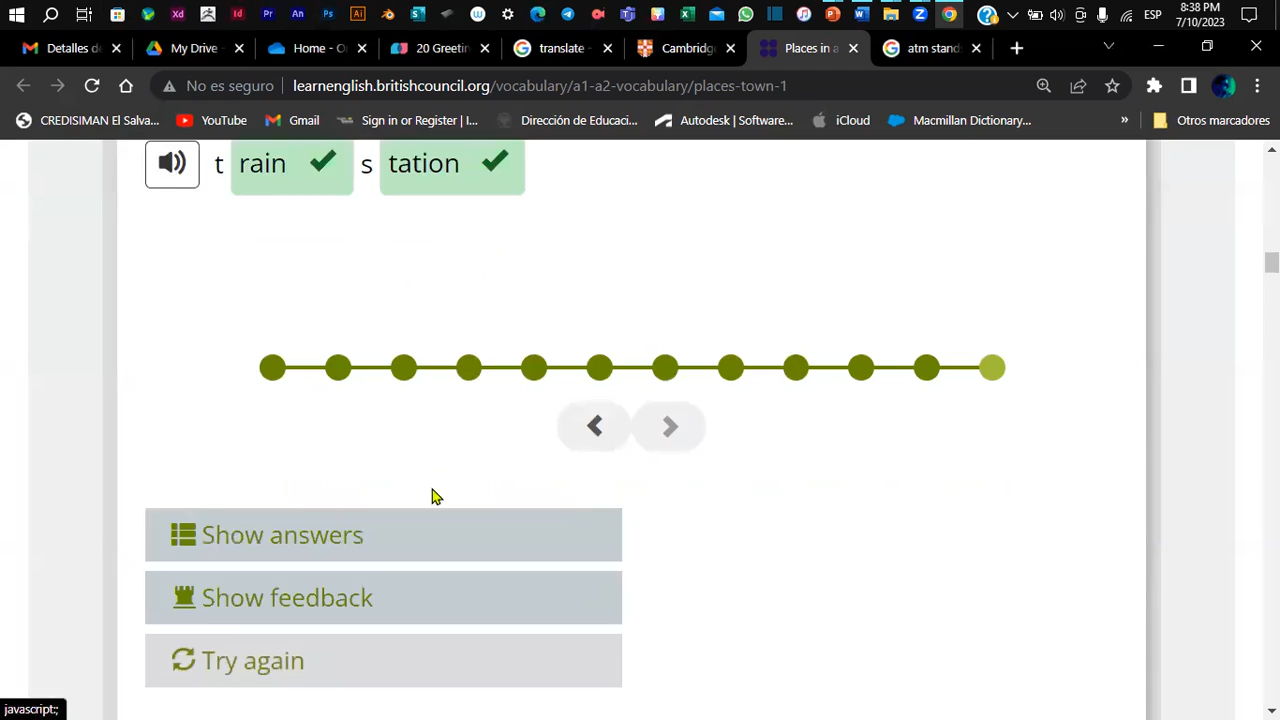 8:38 PM
ESP
7/10/2023
Detalles de
My Drive -
Home - On
20 Greetin
translate -
Cambridg
Places in a
atm stands
No es seguro
learnenglish.britishcouncil.org/vocabulary/a1-a2-vocabulary/places-town-1
CREDISIMAN El Salva...
YouTube
Gmail
Sign in or Register | I...
Dirección de Educaci...
Autodesk | Software...
iCloud
Macmillan Dictionary...
»
Otros marcadores
t rain s tation
Show answers
Show feedback
Try again
javascript:;